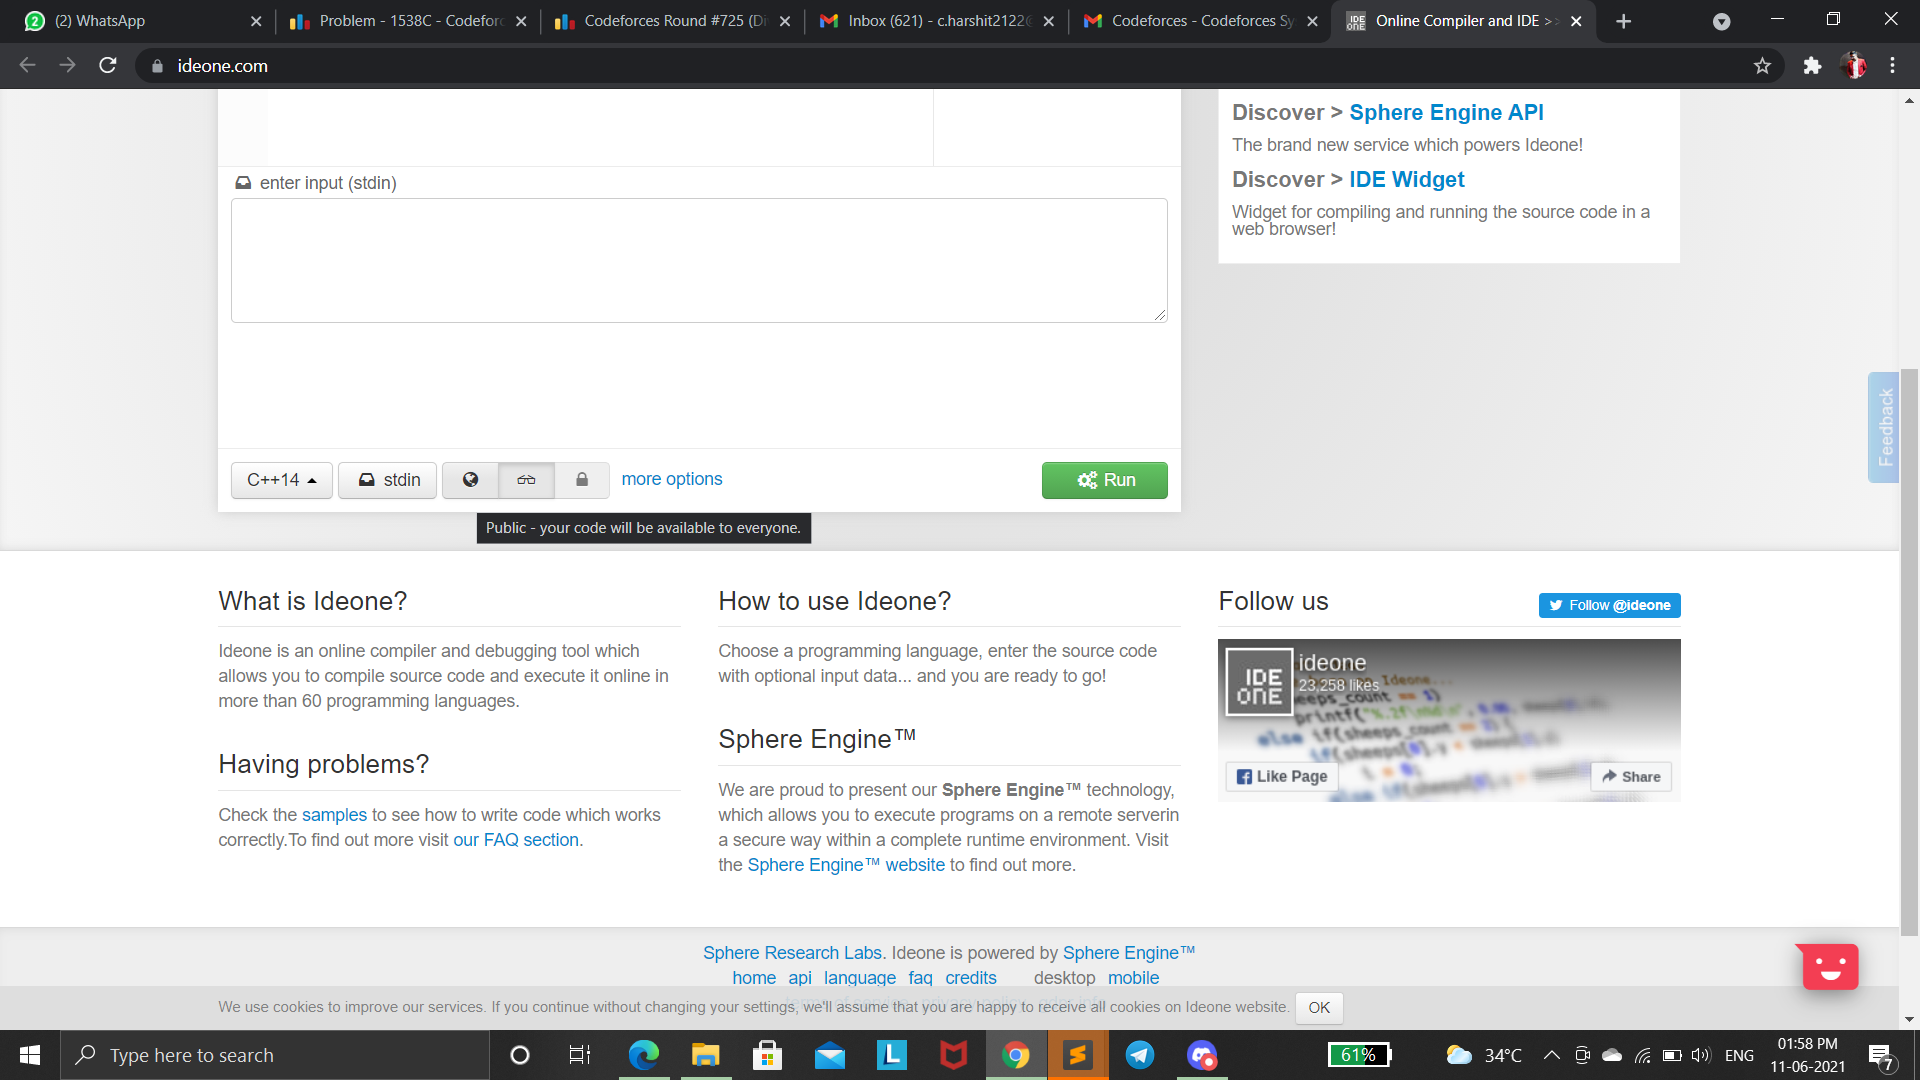 (2) WhatsApp
Problem - 1538C - Codeforc
Codeforces Round #725 (Di
Inbox (621) - c.harshit2122@
Codeforces - Codeforces Sy
Online Compiler and IDE >>
ideone.com
Discover > Sphere Engine API
The brand new service which powers Ideone!
Discover > IDE Widget
Widget for compiling and running the source code in a
web browser!
enter input (stdin)
Feedback
C++14
stdin
more options
Run
Public - your code will be available to everyone.
What is Ideone?
Ideone is an online compiler and debugging tool which
allows you to compile source code and execute it online in
more than 60 programming languages.
Having problems?
Check the samples to see how to write code which works
correctly.To find out more visit our FAQ section.
How to use Ideone?
Choose a programming language, enter the source code
with optional input data... and you are ready to go!
Sphere Engine™
We are proud to present our Sphere Engine™ technology,
which allows you to execute programs on a remote serverin
a secure way within a complete runtime environment. Visit
the Sphere Engine™ website to find out more.
Follow us
Follow @ideone
IDE
ONE
ideone
23,258 likes
Like Page
Share
Sphere Research Labs. Ideone is powered by Sphere Engine™
home api language faq credits desktop mobile
We use cookies to improve our services. If you continue without changing your settings, we'll assume that you are happy to receive all cookies on Ideone website.
OK
Type here to search
61%
34°C
ENG
01:58 PM
11-06-2021
7